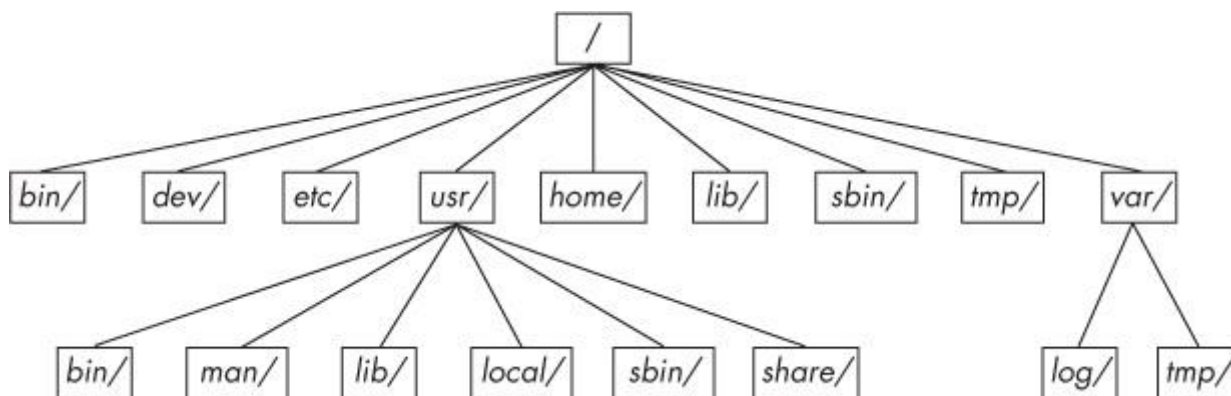 /
bin/ dev/ etc/ usr/ home/ lib/ sbin/ tmp/ var/
bin/ man/ lib/ local/ sbin/ share/ log/ tmp/